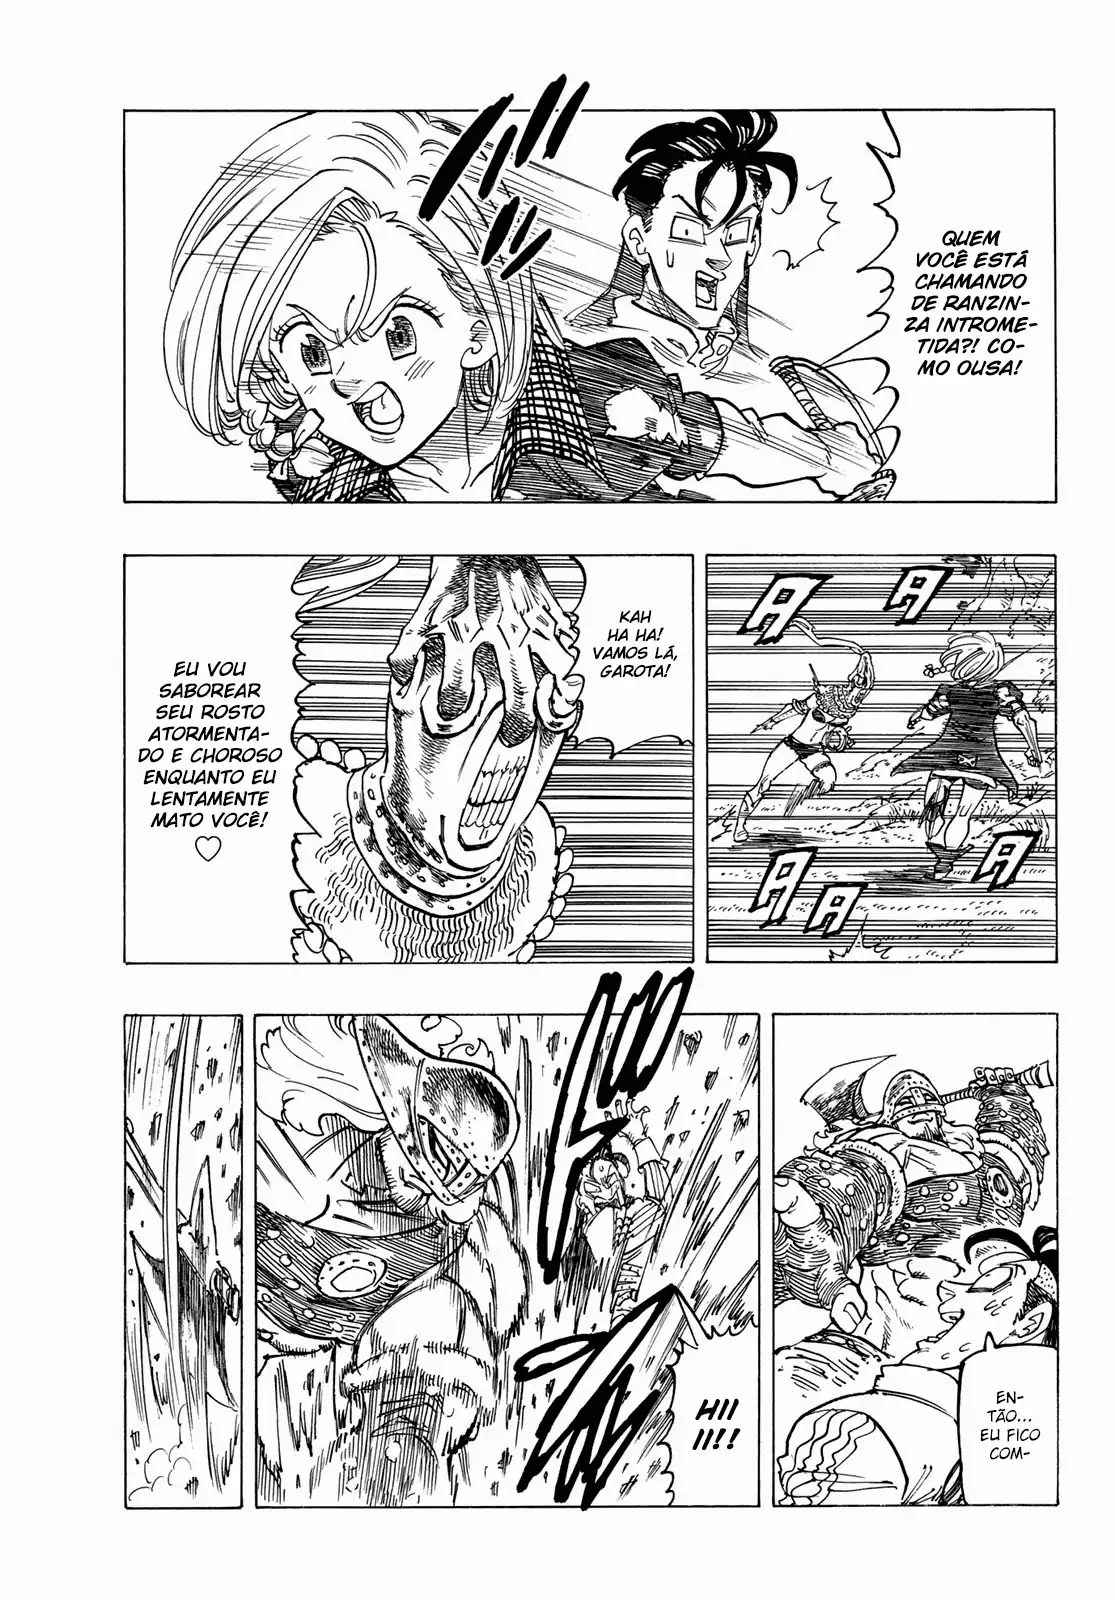 QUEM
VOCÊ ESTÁ
CHAMANDO
DE RANZIN-
ZA INTROME-
TIDA?! CO-
MO OUSA!
A
A
A
A
A
KAH
HA HA!
VAMOS LÁ,
GAROTA!
EU VOU
SABOREAR
SEU ROSTO
ATORMENTA-
DO E CHOROSO
ENQUANTO EU
LENTAMENTE
MATO VOCÊ!
♡
EN-
TÃO...
EU FICO
COM-
HII
II!!